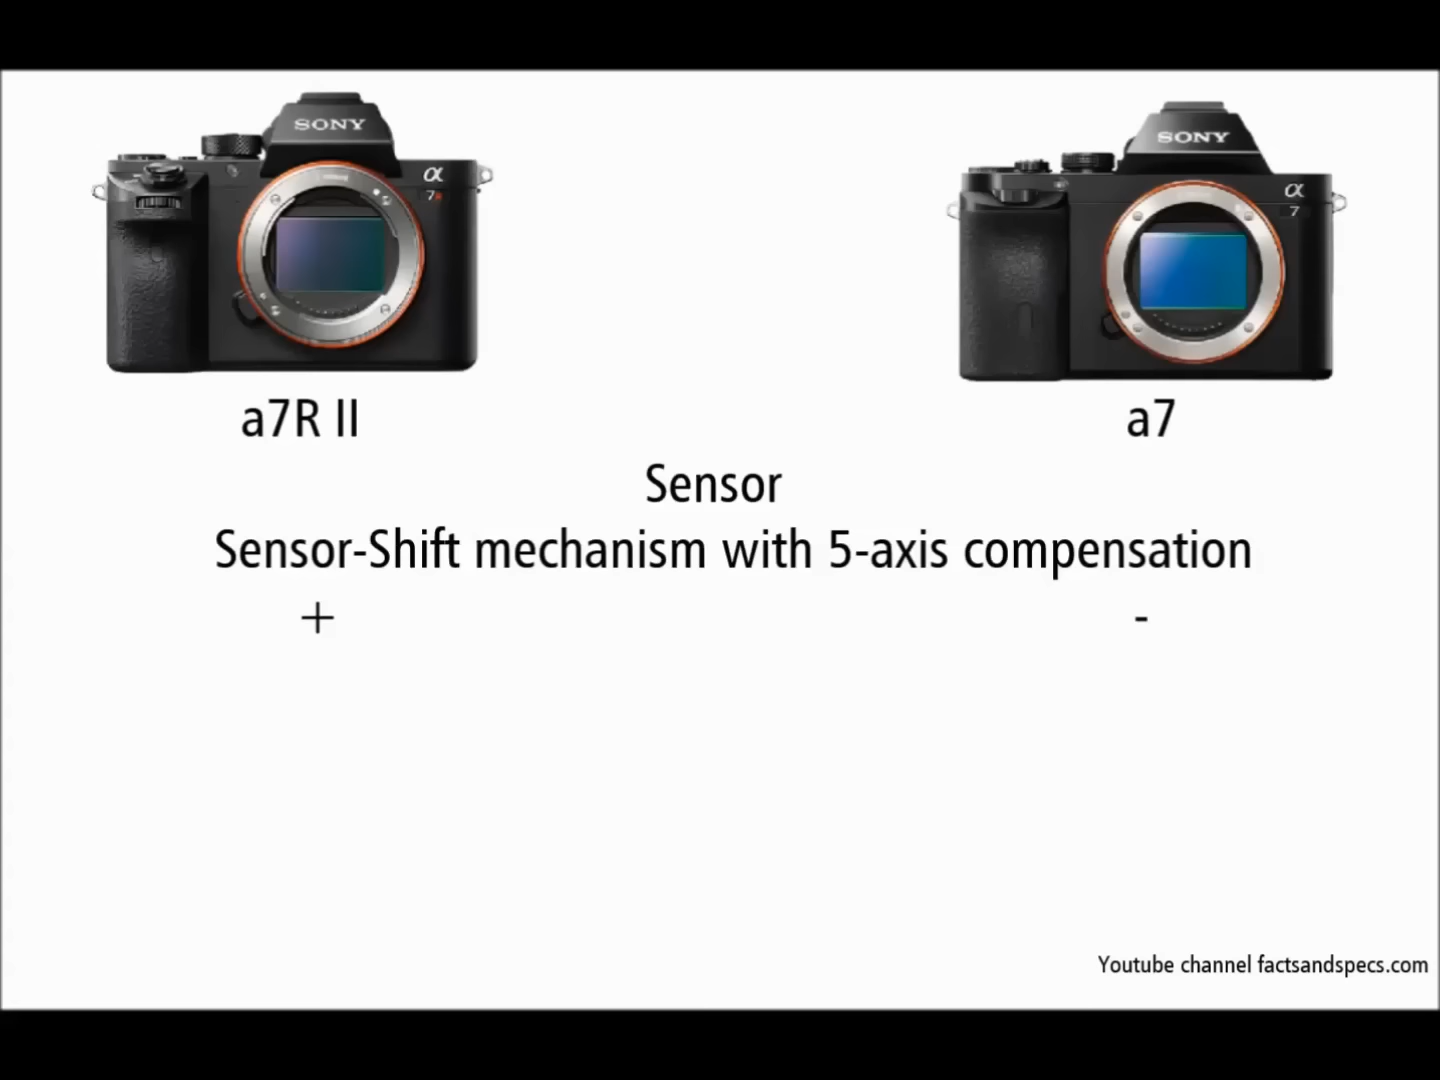 SONY
α
7R
SONY
α
7
a7R II
a7
Sensor
Sensor-Shift mechanism with 5-axis compensation
+
-
Youtube channel factsandspecs.com